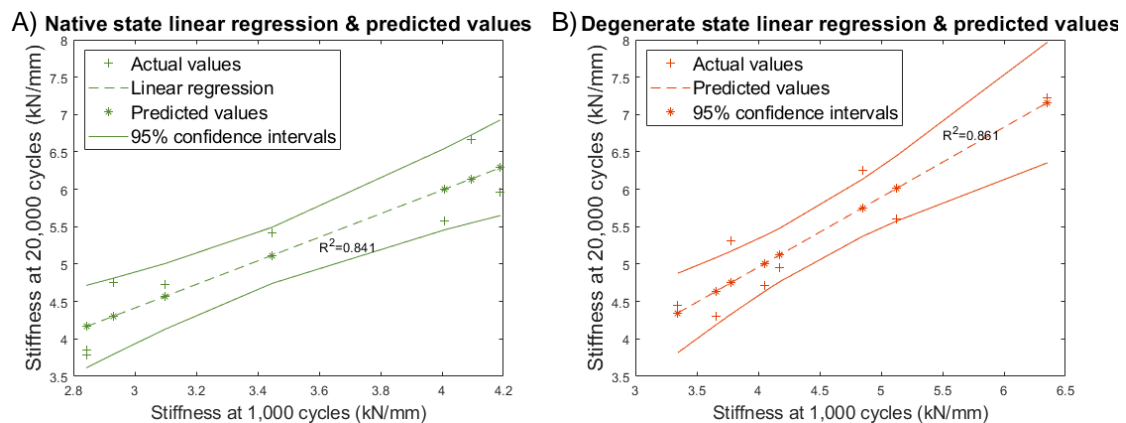 A) Native state linear regression & predicted values
Stiffness at 20,000 cycles (kN/mm)
8
7.5
7
6.5
6
5.5
5
4.5
4
3.5
Actual values
Linear regression
Predicted values
95% confidence intervals
R²=0.841
2.8 3 3.2 3.4 3.6 3.8 4 4.2
Stiffness at 1,000 cycles (kN/mm)
B) Degenerate state linear regression & predicted values
Stiffness at 20,000 cycles (kN/mm)
8
7.5
7
6.5
6
5.5
5
4.5
4
3.5
Actual values
Predicted values
95% confidence intervals
R²=0.861
3 3.5 4 4.5 5 5.5 6 6.5
Stiffness at 1,000 cycles (kN/mm)